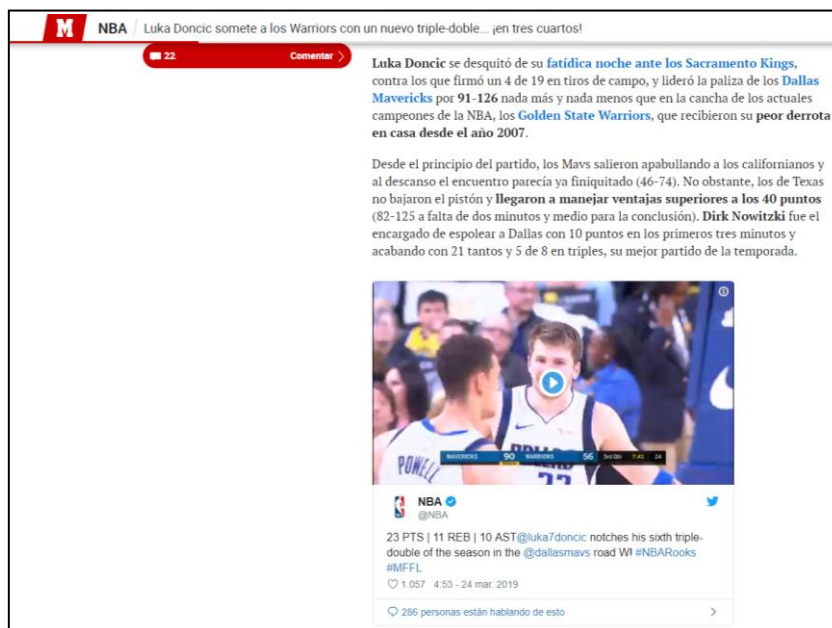 M NBA Luka Doncic somete a los Warriors con un nuevo triple-doble... ¡en tres cuartos!
22 Comentar
Luka Doncic se desquitó de su fatídica noche ante los Sacramento Kings,
contra los que firmó un 4 de 19 en tiros de campo, y lideró la paliza de los Dallas
Mavericks por 91-126 nada más y nada menos que en la cancha de los actuales
campeones de la NBA, los Golden State Warriors, que recibieron su peor derrota
en casa desde el año 2007.
Desde el principio del partido, los Mavs salieron apabullando a los californianos y
al descanso el encuentro parecía ya finiquitado (46-74). No obstante, los de Texas
no bajaron el pistón y llegaron a manejar ventajas superiores a los 40 puntos
(82-125 a falta de dos minutos y medio para la conclusión). Dirk Nowitzki fue el
encargado de espolear a Dallas con 10 puntos en los primeros tres minutos y
acabando con 21 tantos y 5 de 8 en triples, su mejor partido de la temporada.
POWELL
MAVERICKS 90 WARRIORS 56 3rd Qtr 7:41 24
NBA
@NBA
23 PTS | 11 REB | 10 AST@luka7doncic notches his sixth triple-
double of the season in the @dallasmavs road W! #NBARooks
#MFFL
1.057 4:53 - 24 mar. 2019
286 personas están hablando de esto